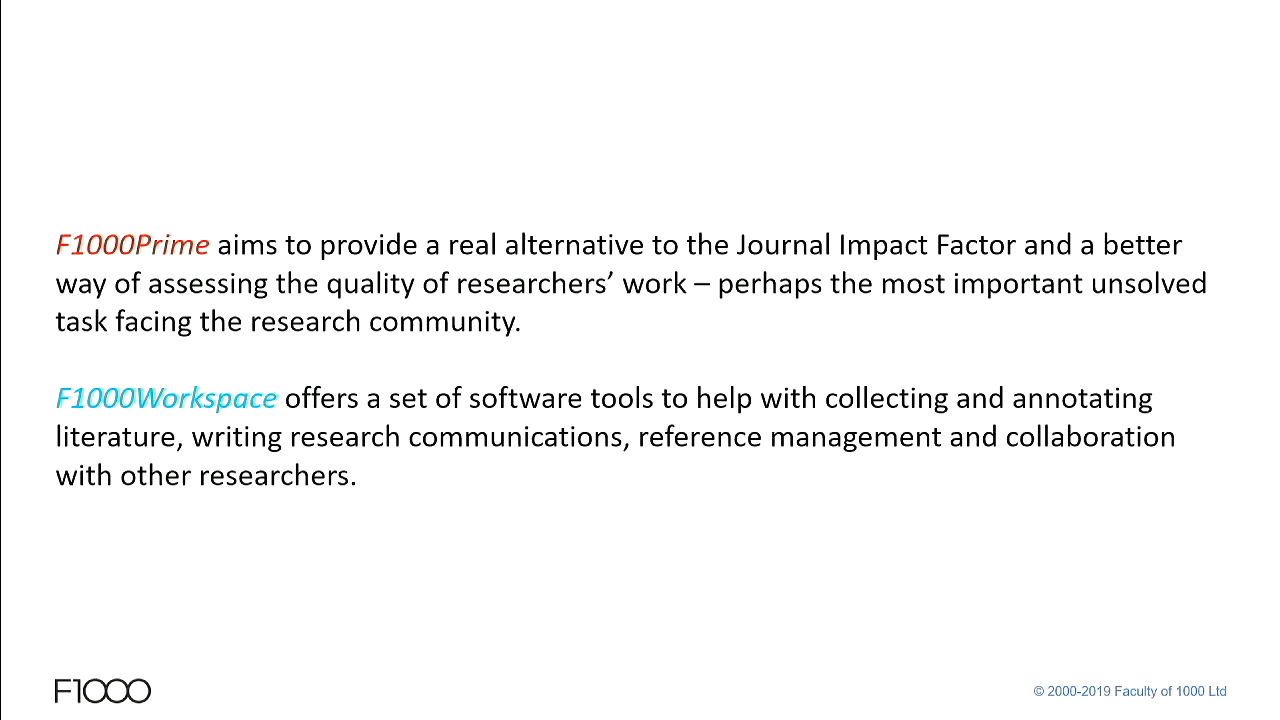 F1000Prime aims to provide a real alternative to the Journal Impact Factor and a better
way of assessing the quality of researchers’ work – perhaps the most important unsolved
task facing the research community.
F1000Workspace offers a set of software tools to help with collecting and annotating
literature, writing research communications, reference management and collaboration
with other researchers.
F1000
© 2000-2019 Faculty of 1000 Ltd